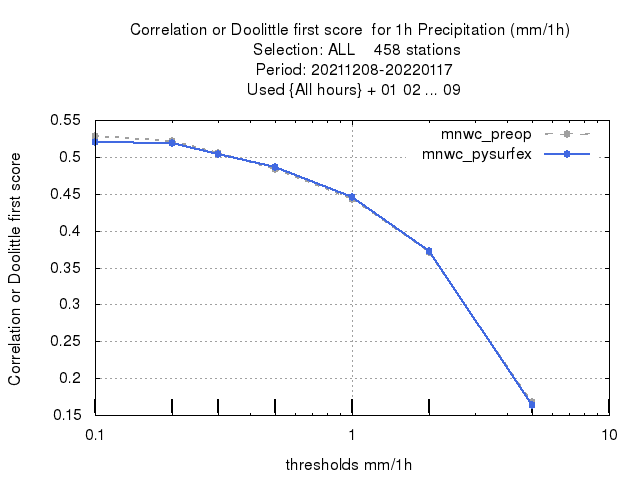 Correlation or Doolittle first score  for 1h Precipitation (mm/1h)
Selection: ALL    458 stations
Period: 20211208-20220117
Used {All hours} + 01 02 ... 09
mnwc_preop
mnwc_pysurfex
Correlation or Doolittle first score
0.55
0.5
0.45
0.4
0.35
0.3
0.25
0.2
0.15
0.1
1
10
thresholds mm/1h